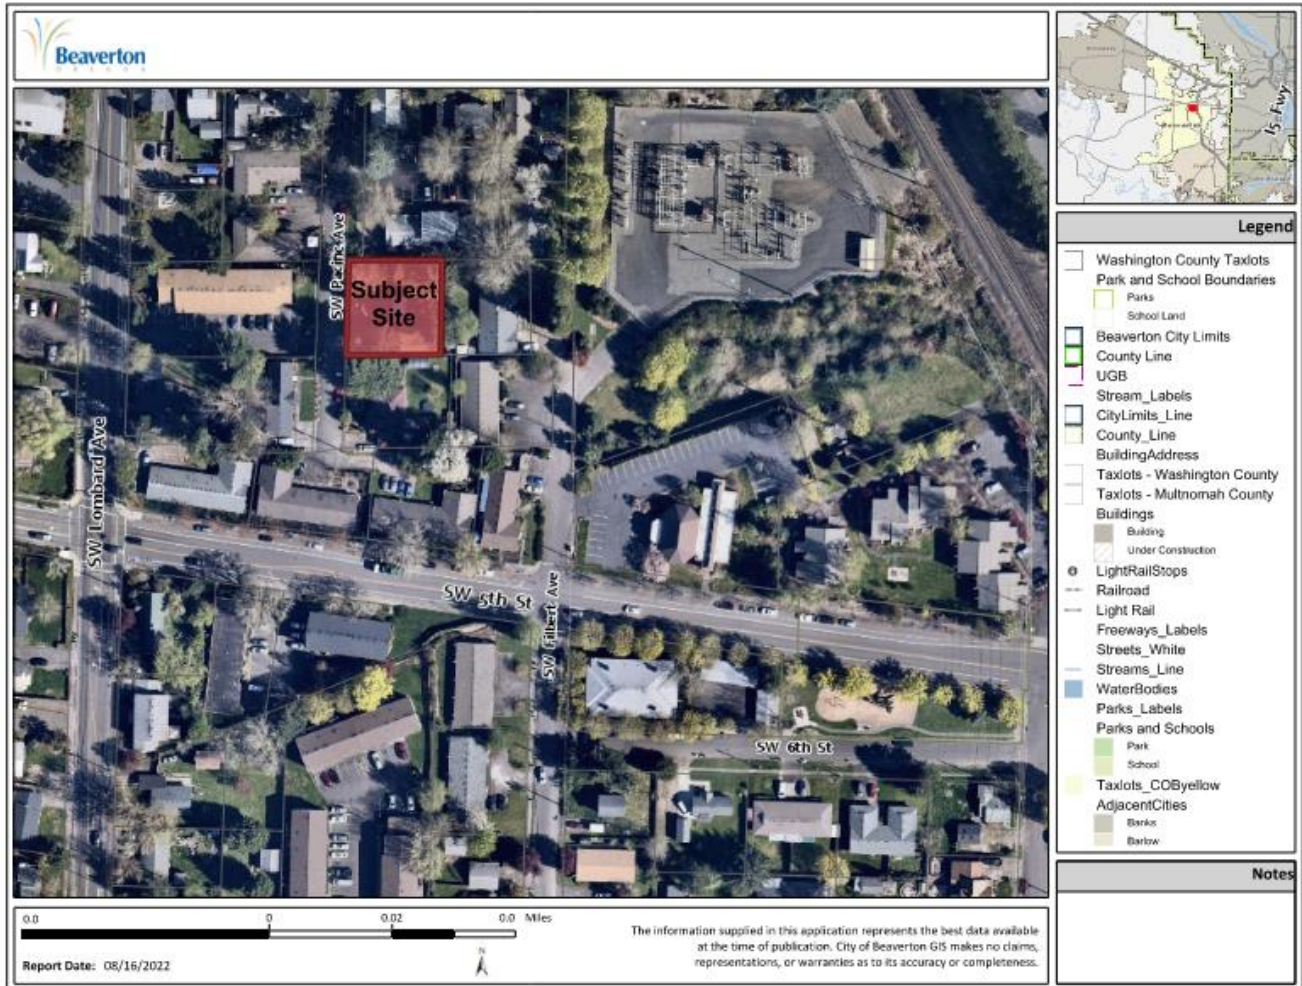 Beaverton
OREGON
I5 Fwy
Legend
Washington County Taxlots
Park and School Boundaries
Parks
School Land
Beaverton City Limits
County Line
UGB
Stream_Labels
CityLimits_Line
County_Line
BuildingAddress
Taxlots - Washington County
Taxlots - Multnomah County
Buildings
Building
Under Construction
LightRailStops
Railroad
Light Rail
Freeways_Labels
Streets_White
Streams_Line
WaterBodies
Parks_Labels
Parks and Schools
Park
School
Taxlots_COByellow
AdjacentCities
Banks
Barlow
Notes
SW Pacific Ave
Subject
Site
SW Lombard Ave
SW 5th St
SW Filbert Ave
SW 6th St
0.0 0 0.02 0.0 Miles
N
Report Date: 08/16/2022
The information supplied in this application represents the best data available
at the time of publication. City of Beaverton GIS makes no claims,
representations, or warranties as to its accuracy or completeness.